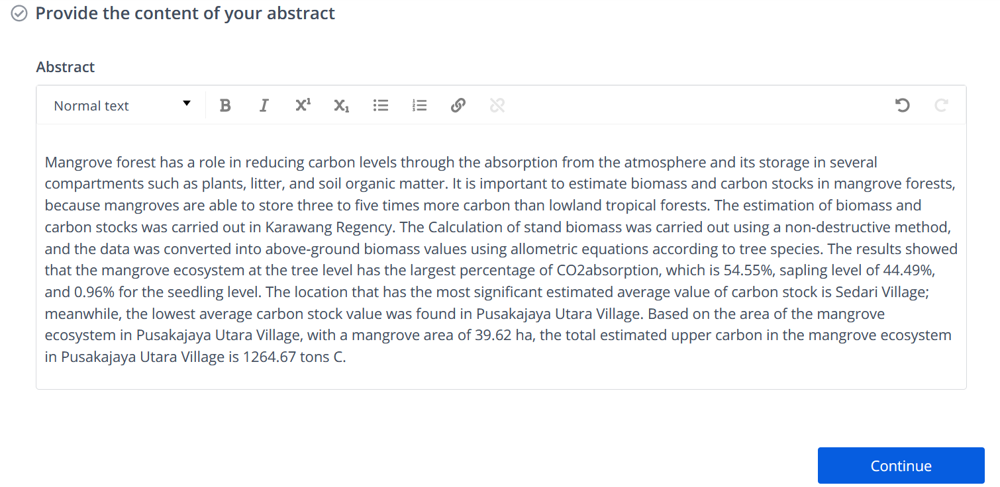 Provide the content of your abstract
Abstract
Normal text
B I X¹ X₁
Mangrove forest has a role in reducing carbon levels through the absorption from the atmosphere and its storage in several
compartments such as plants, litter, and soil organic matter. It is important to estimate biomass and carbon stocks in mangrove forests,
because mangroves are able to store three to five times more carbon than lowland tropical forests. The estimation of biomass and
carbon stocks was carried out in Karawang Regency. The Calculation of stand biomass was carried out using a non-destructive method,
and the data was converted into above-ground biomass values using allometric equations according to tree species. The results showed
that the mangrove ecosystem at the tree level has the largest percentage of CO2absorption, which is 54.55%, sapling level of 44.49%,
and 0.96% for the seedling level. The location that has the most significant estimated average value of carbon stock is Sedari Village;
meanwhile, the lowest average carbon stock value was found in Pusakajaya Utara Village. Based on the area of the mangrove
ecosystem in Pusakajaya Utara Village, with a mangrove area of 39.62 ha, the total estimated upper carbon in the mangrove ecosystem
in Pusakajaya Utara Village is 1264.67 tons C.
Continue